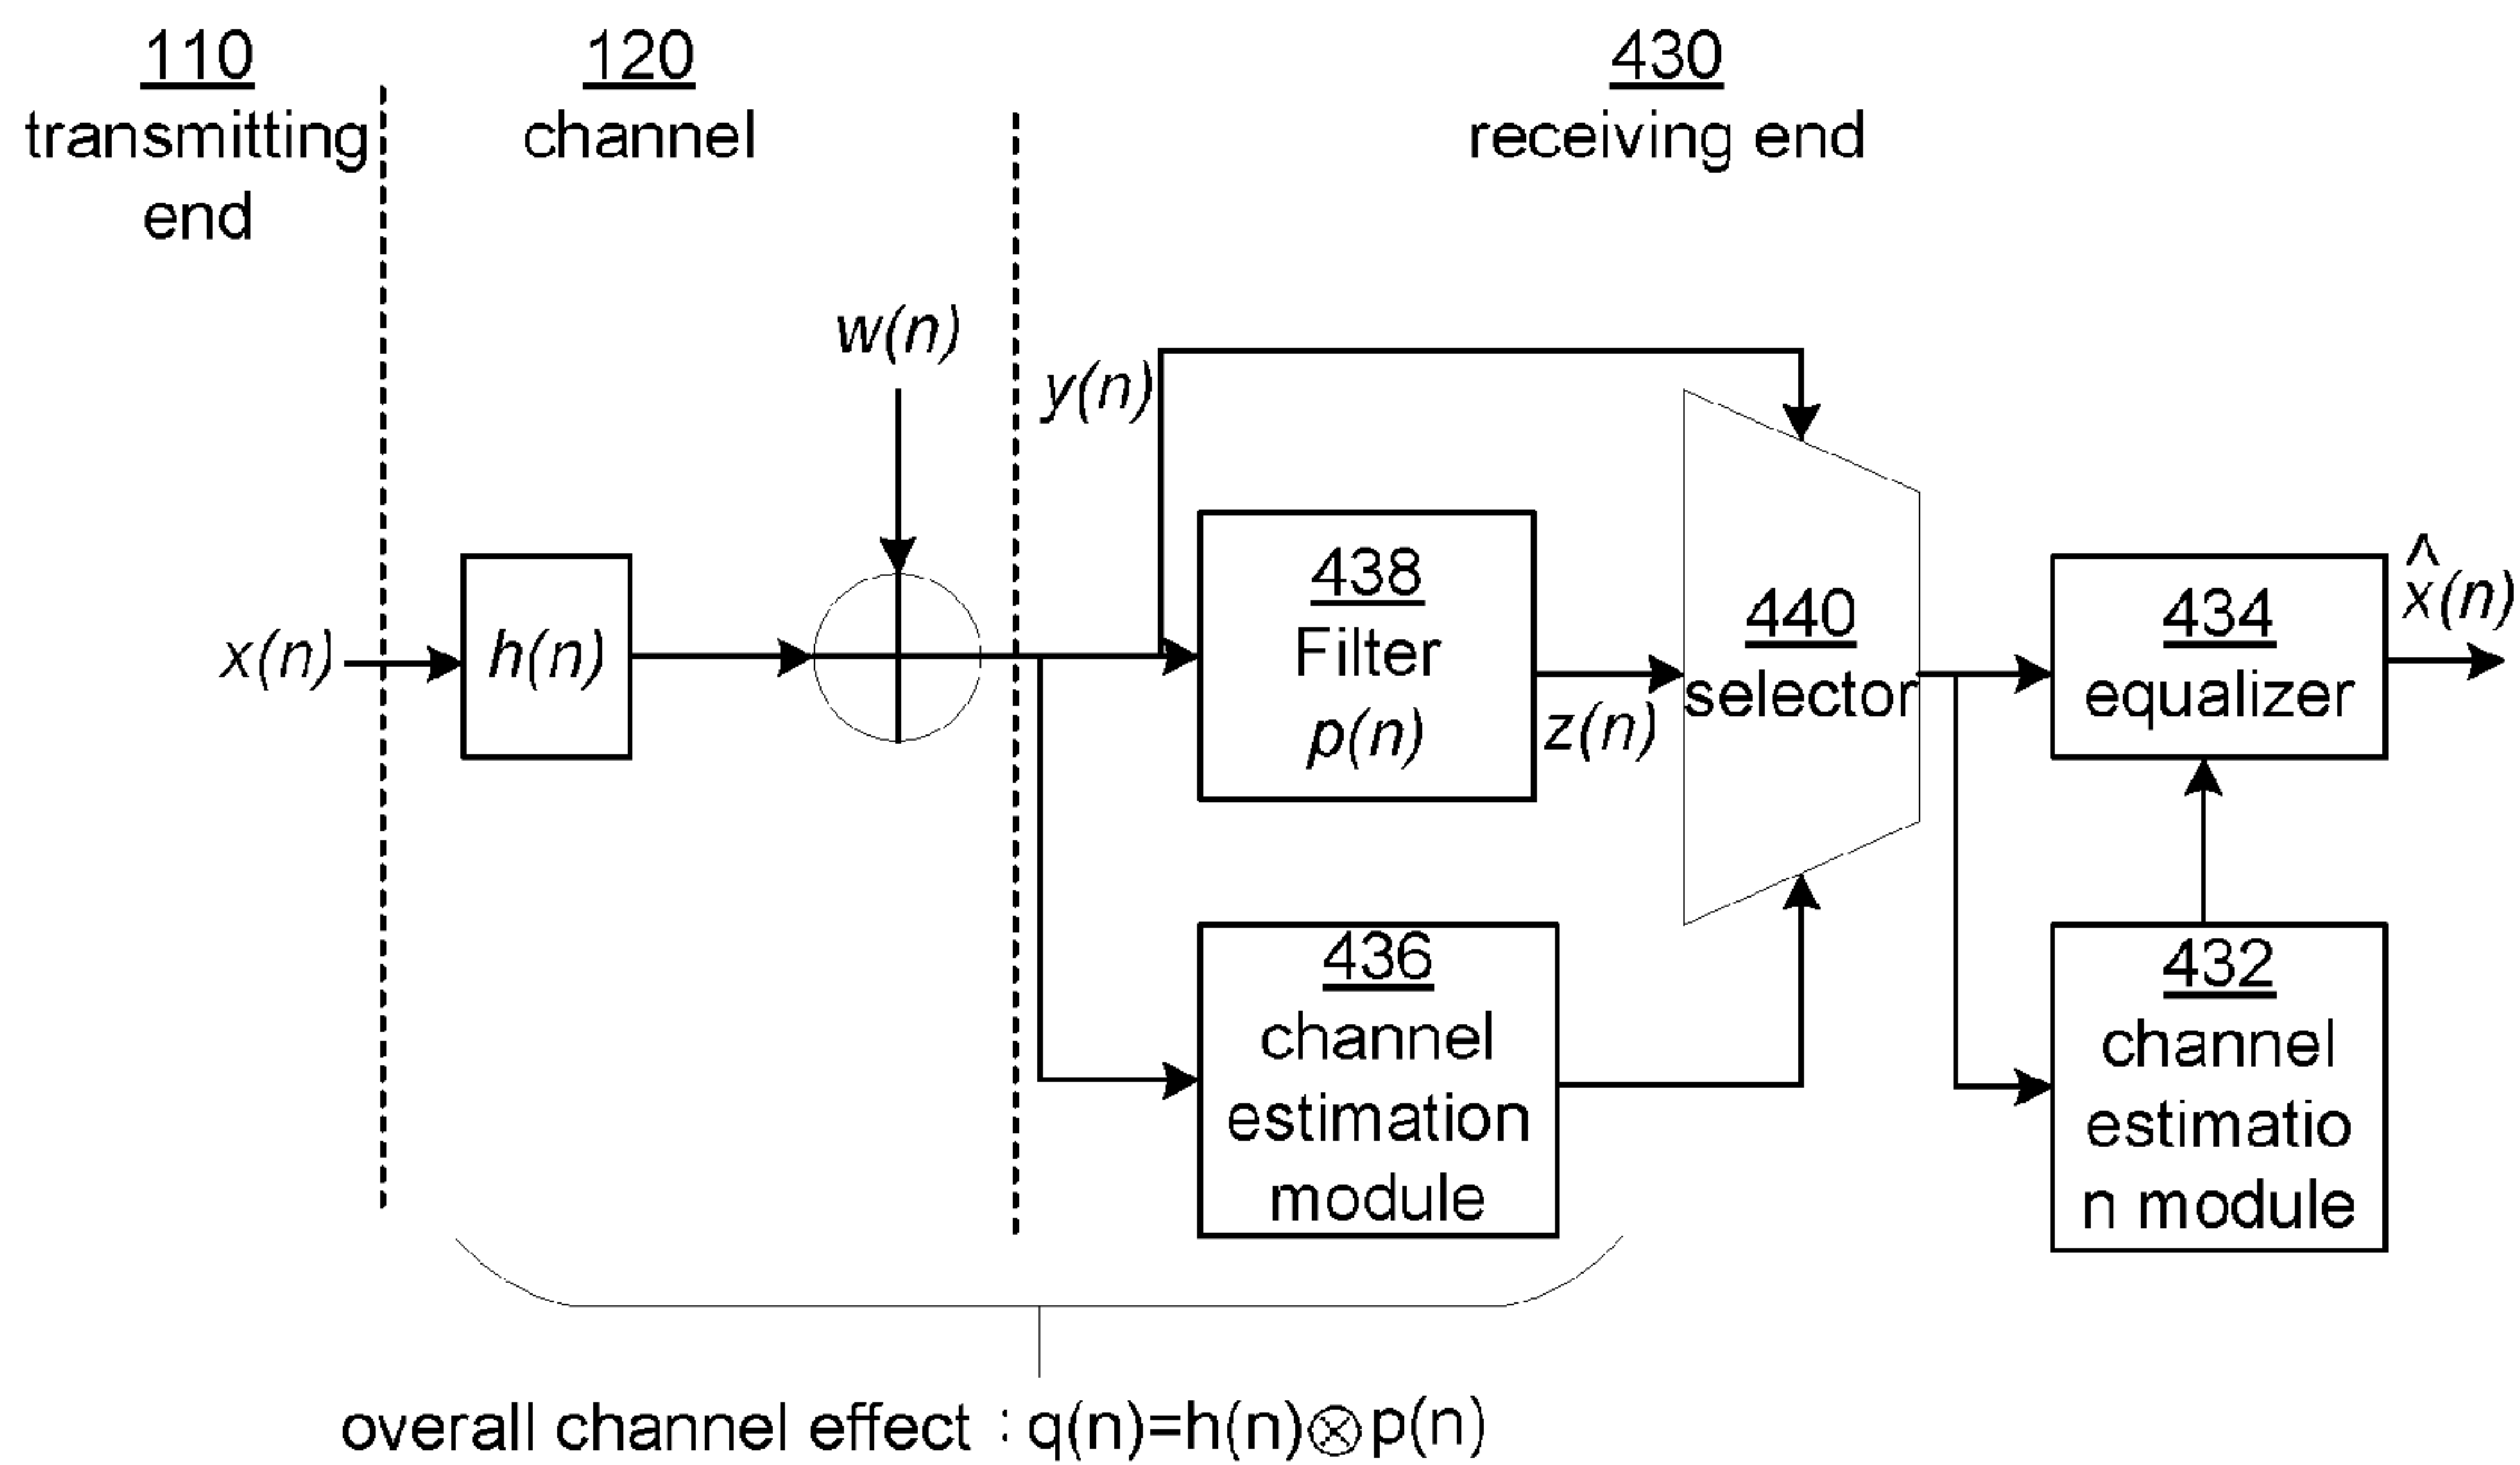 110
transmitting
end
120
channel
430
receiving end
w(n)
y(n)
x(n)
h(n)
438
Filter
p(n)
z(n)
440
selector
434
equalizer
x̂(n)
436
channel
estimation
module
432
channel
estimatio
n module
overall channel effect : q(n)=h(n)⊗p(n)